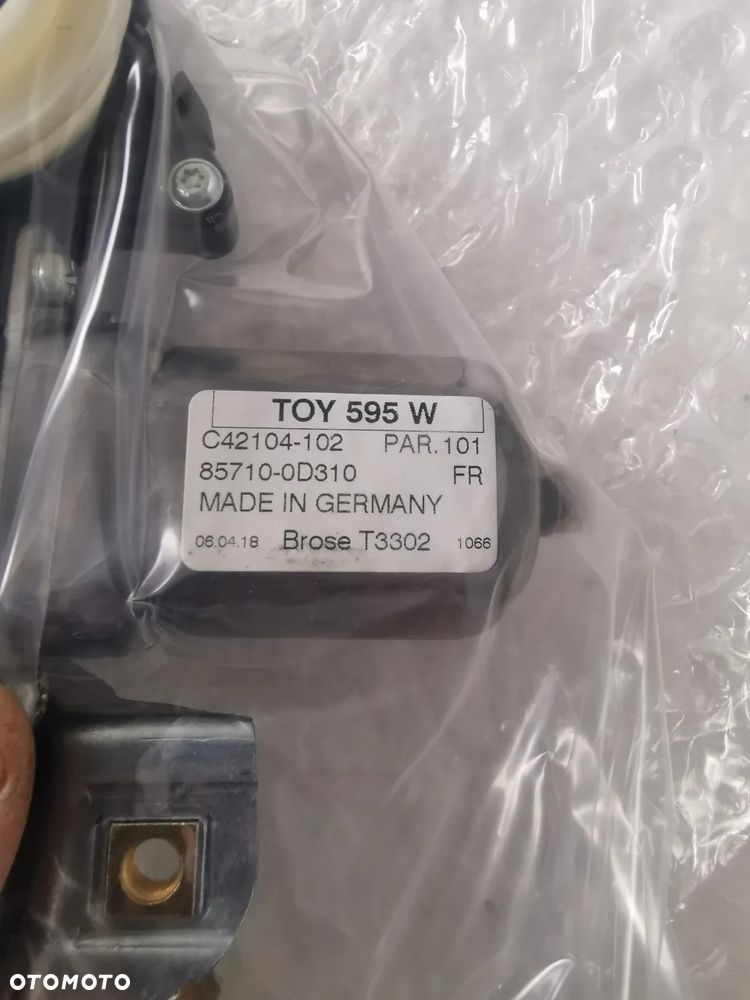 TOY 595 W
C42104-102 PAR. 101
85710-0D310 FR
MADE IN GERMANY
06.04.18 Brose T3302 1066
OTOMOTO